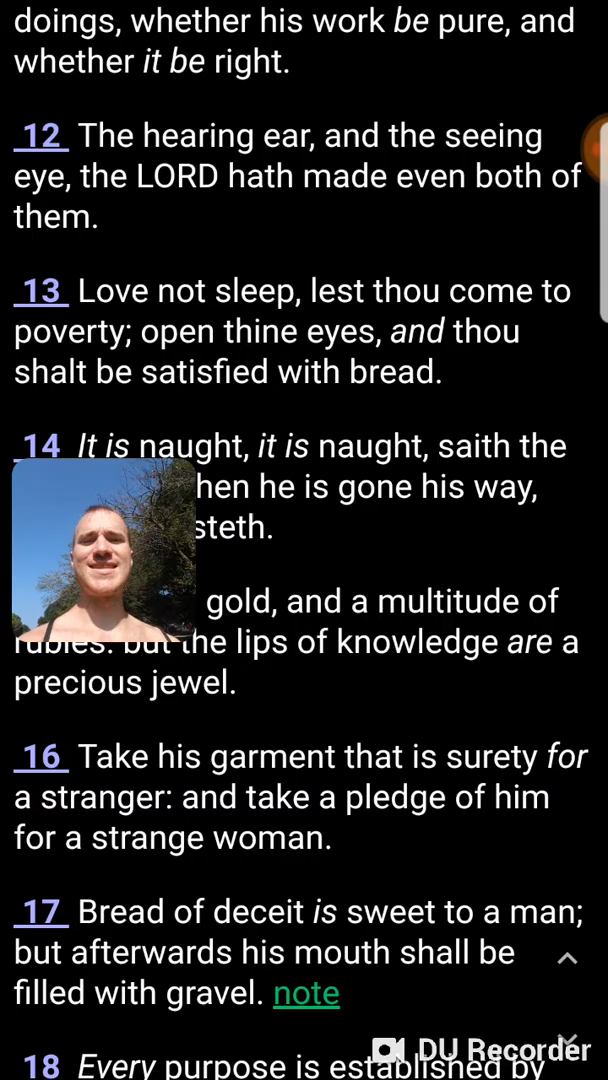 doings, whether his work be pure, and
whether it be right.
12 The hearing ear, and the seeing
eye, the LORD hath made even both of
them.
13 Love not sleep, lest thou come to
poverty; open thine eyes, and thou
shalt be satisfied with bread.
14 It is naught, it is naught, saith the
hen he is gone his way,
steth.
gold, and a multitude of
rubies: but the lips of knowledge are a
precious jewel.
16 Take his garment that is surety for
a stranger: and take a pledge of him
for a strange woman.
17 Bread of deceit is sweet to a man;
but afterwards his mouth shall be
filled with gravel. note
DU Recorder
18 Every purpose is established by